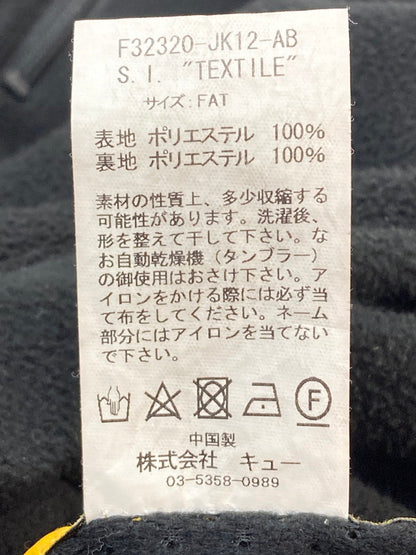 F32320-JK12-AB
S.I. "TEXTILE"
サイズ:FAT
表地 ポリエステル 100%
裏地 ポリエステル 100%
素材の性質上、多少収縮する
可能性があります。洗濯後、
形を整えて干して下さい。な
お自動乾燥機（タンブラー）
の御使用はおさけ下さい。ア
イロンをかける際には必ず当
て布をしてください。ネーム
部分にはアイロンを当てない
で下さい。
F
中国製
株式会社 キュー
03-5358-0989